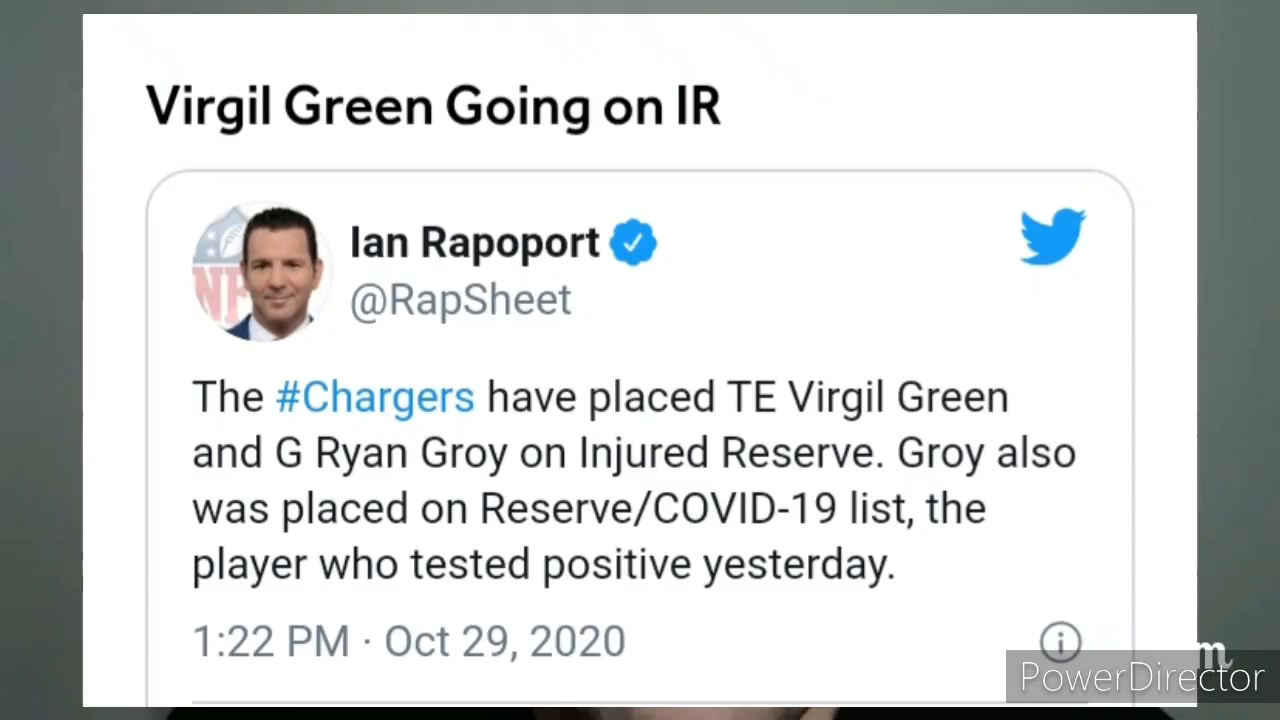 Virgil Green Going on IR
Ian Rapoport
@RapSheet
The #Chargers have placed TE Virgil Green
and G Ryan Groy on Injured Reserve. Groy also
was placed on Reserve/COVID-19 list, the
player who tested positive yesterday.
1:22 PM · Oct 29, 2020
PowerDirector